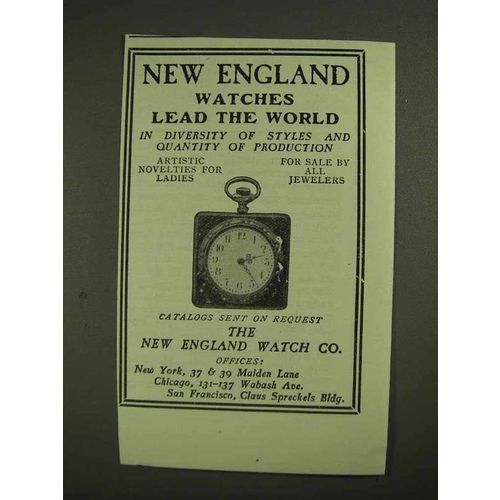 NEW ENGLAND
WATCHES
LEAD THE WORLD
IN DIVERSITY OF STYLES AND
QUANTITY OF PRODUCTION
ARTISTIC
NOVELTIES FOR
LADIES
FOR SALE BY
ALL
JEWELERS
CATALOGS SENT ON REQUEST
THE
NEW ENGLAND WATCH CO.
OFFICES:
New York, 37 & 39 Maiden Lane
Chicago, 131-137 Wabash Ave.
San Francisco, Claus Spreckels Bldg.